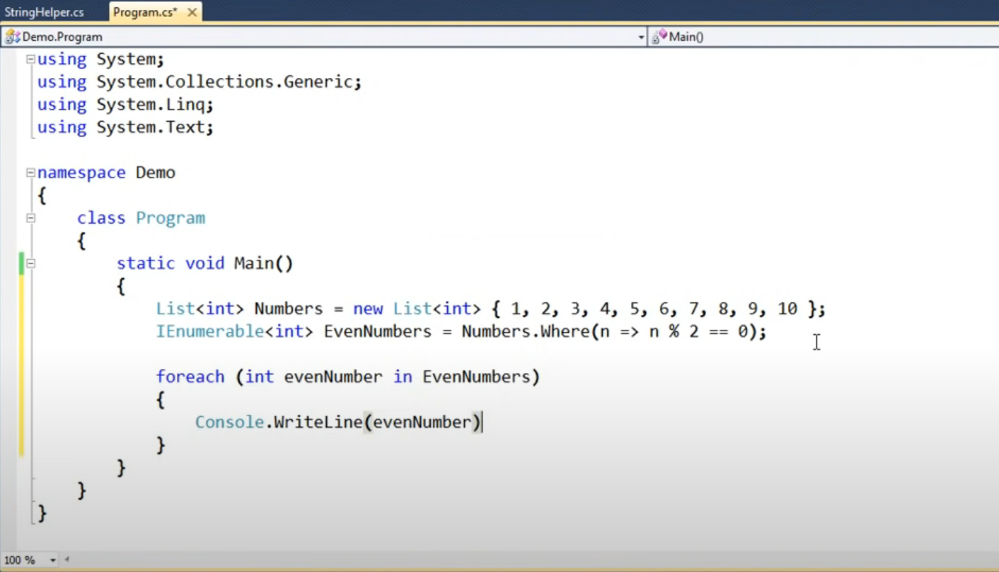 StringHelper.cs Program.cs*
Demo.Program Main()
using System;
using System.Collections.Generic;
using System.Linq;
using System.Text;
namespace Demo
{
class Program
{
static void Main()
{
List<int> Numbers = new List<int> { 1, 2, 3, 4, 5, 6, 7, 8, 9, 10 };
IEnumerable<int> EvenNumbers = Numbers.Where(n => n % 2 == 0);
foreach (int evenNumber in EvenNumbers)
{
Console.WriteLine(evenNumber)
}
}
}
}
100 %